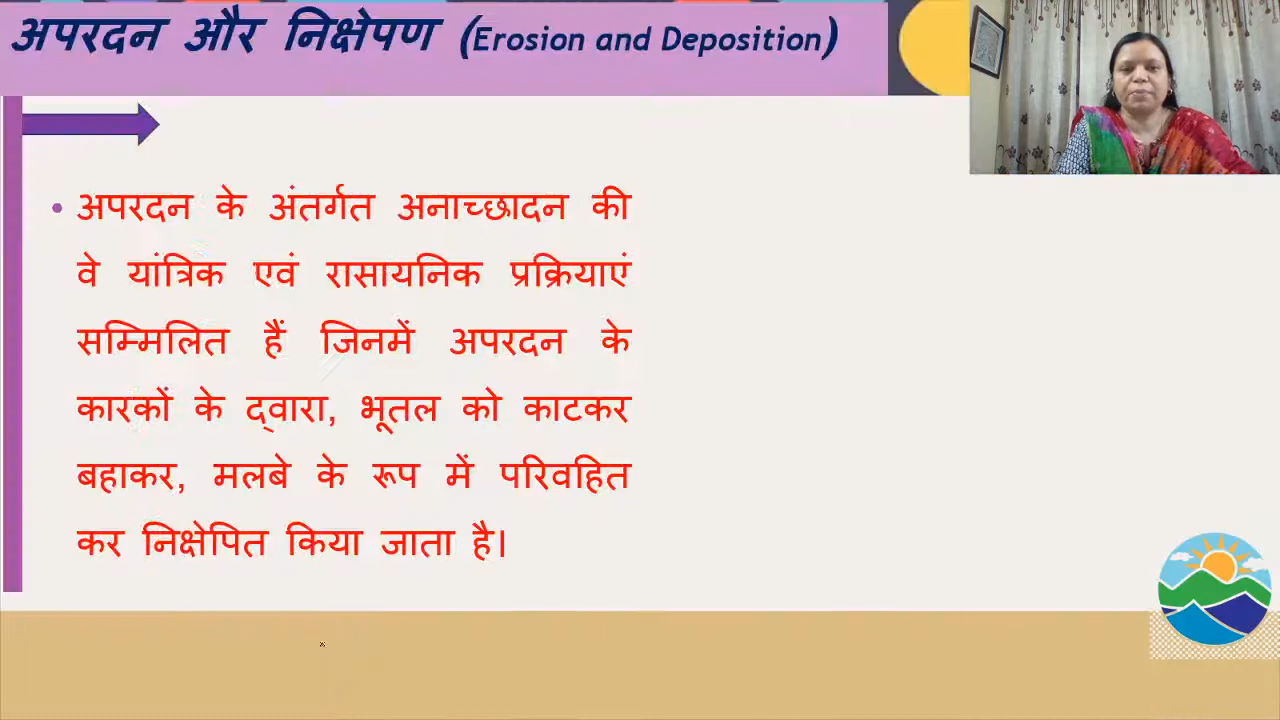 अपरदन और निक्षेपण (Erosion and Deposition)
• अपरदन के अंतर्गत अनाच्छादन की
वे यांत्रिक एवं रासायनिक प्रक्रियाएं
सम्मिलित हैं जिनमें अपरदन के
कारकों के द्वारा, भूतल को काटकर
बहाकर, मलबे के रूप में परिवहित
कर निक्षेपित किया जाता है।